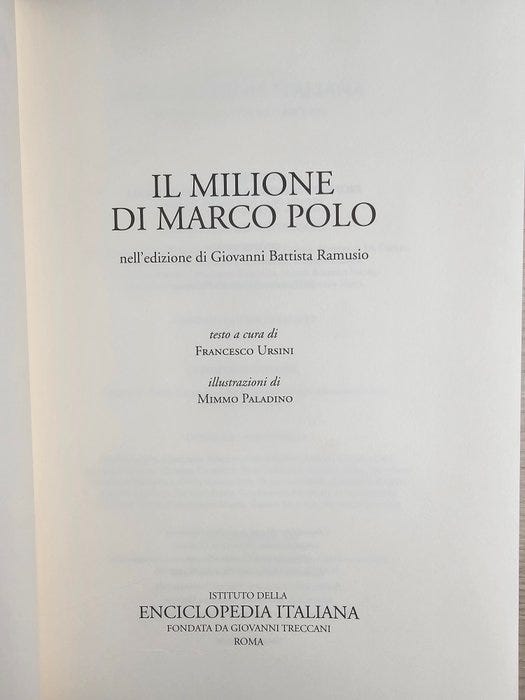 IL MILIONE
DI MARCO POLO
nell'edizione di Giovanni Battista Ramusio
testo a cura di
Francesco Ursini
illustrazioni di
Mimmo Paladino
ISTITUTO DELLA
ENCICLOPEDIA ITALIANA
FONDATA DA GIOVANNI TRECCANI
ROMA